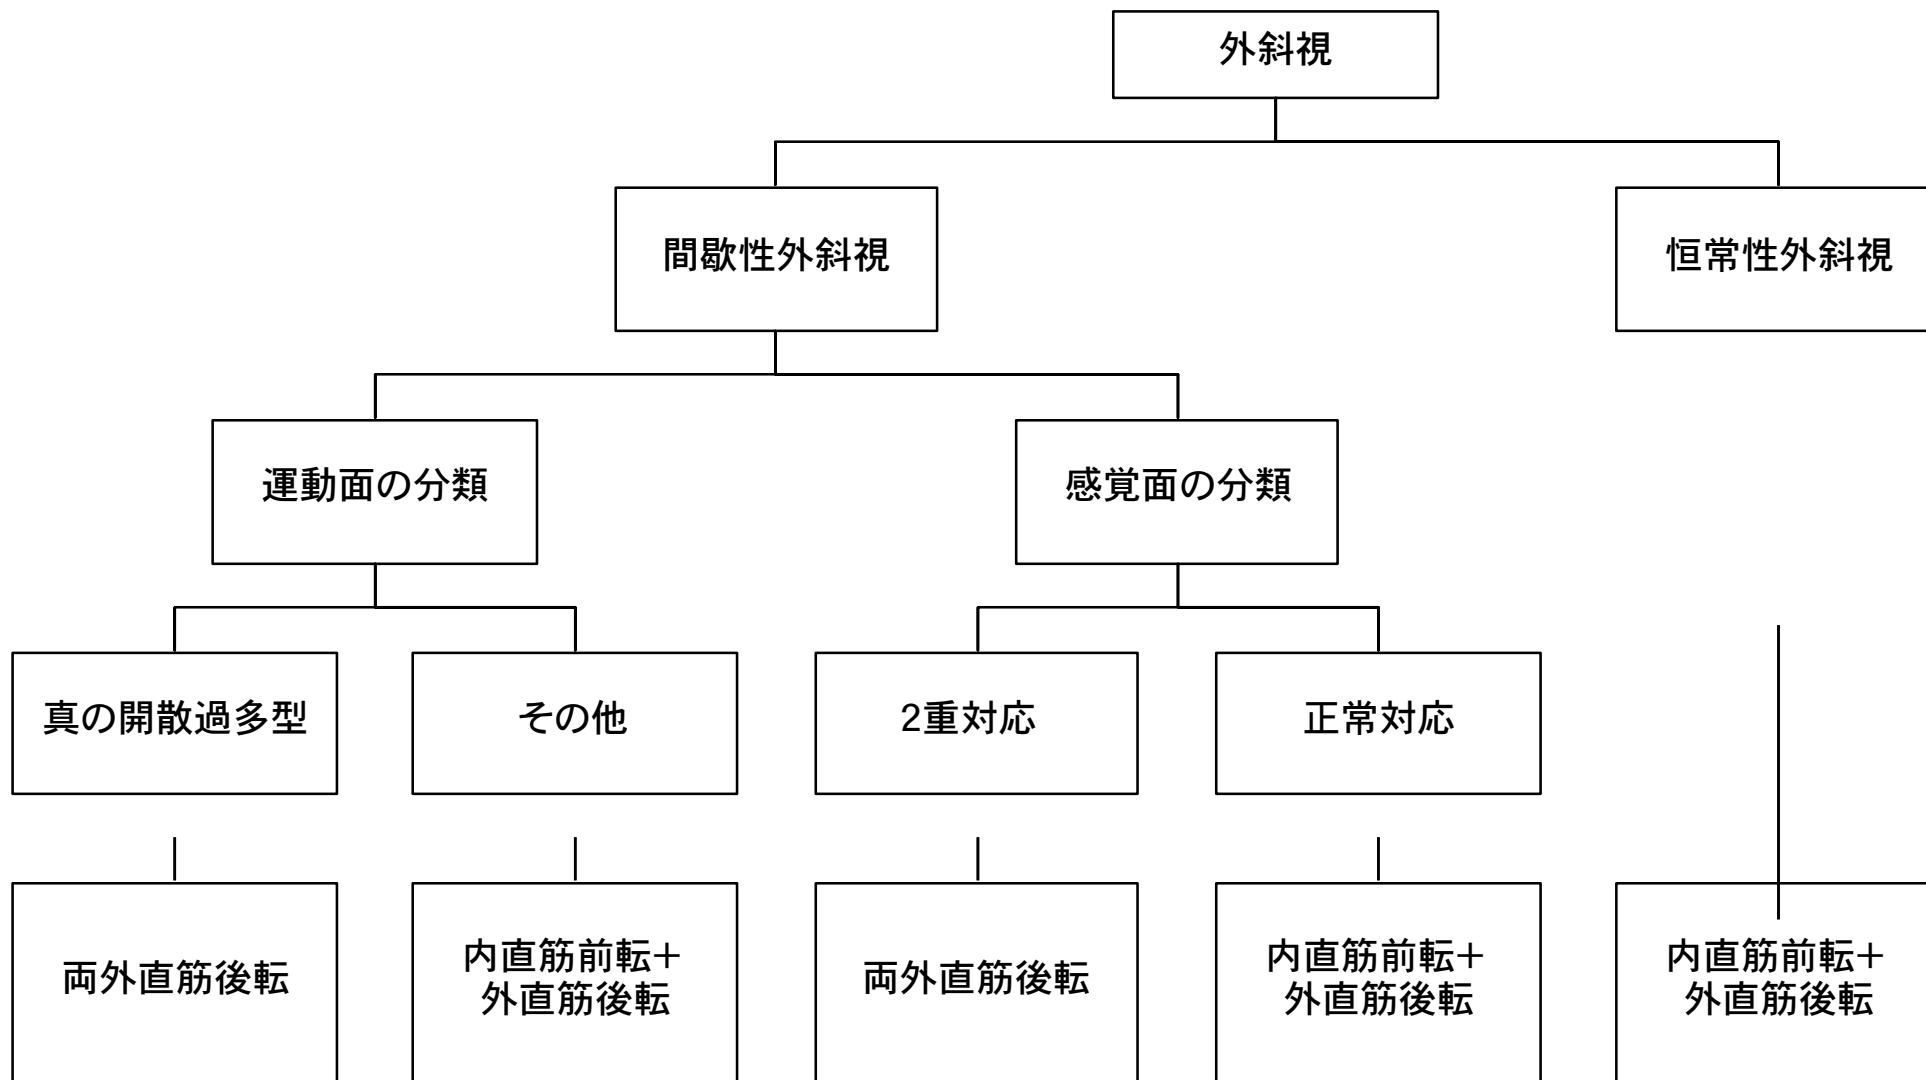 外斜視
間歇性外斜視
恒常性外斜視
運動面の分類
感覚面の分類
真の開散過多型
その他
2重対応
正常対応
両外直筋後転
内直筋前転＋
外直筋後転
両外直筋後転
内直筋前転＋
外直筋後転
内直筋前転＋
外直筋後転